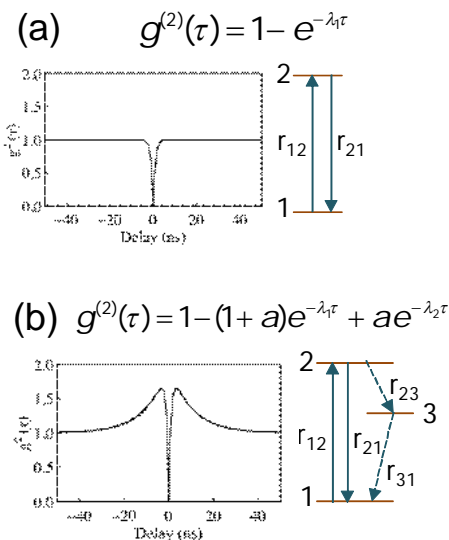 (a) g⁽²⁾(τ) = 1 − e^{−λ₁τ}
2.0
1.5
1.0
0.5
0.0
g²(τ)
−40 −20 0 20 40
Delay (ns)
2
r₁₂ r₂₁
1
(b) g⁽²⁾(τ) = 1 − (1 + a)e^{−λ₁τ} + ae^{−λ₂τ}
2.0
1.5
1.0
0.5
0.0
g²(τ)
−40 −20 0 20 40
Delay (ns)
2
r₂₃
3
r₁₂ r₂₁
r₃₁
1